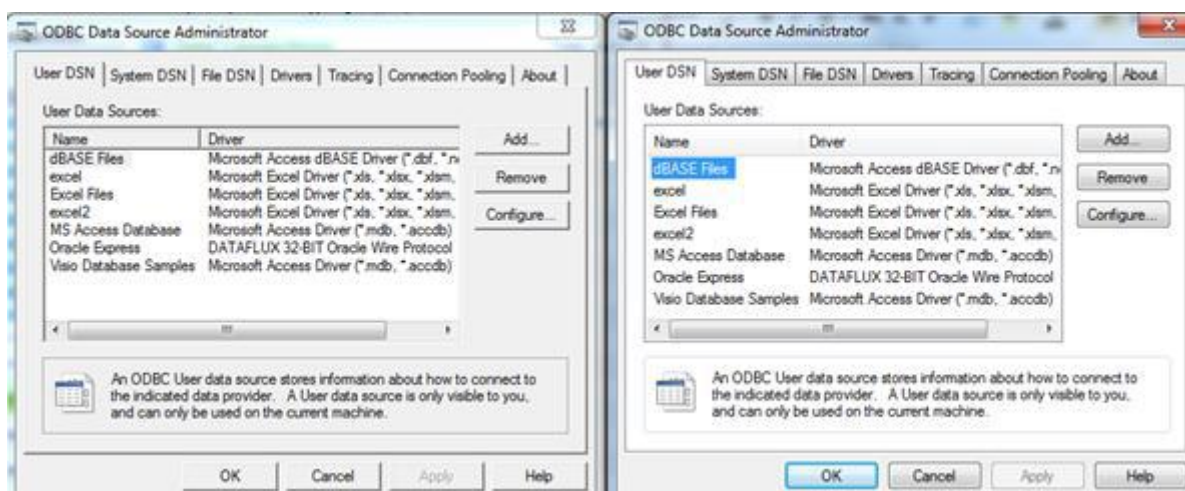 ODBC Data Source Administrator
User DSN System DSN File DSN Drivers Tracing Connection Pooling About
User Data Sources:
Name Driver
dBASE Files Microsoft Access dBASE Driver (*.dbf, *.n
excel Microsoft Excel Driver (*.xls, *.xlsx, *.xlsm,
Excel Files Microsoft Excel Driver (*.xls, *.xlsx, *.xlsm,
excel2 Microsoft Excel Driver (*.xls, *.xlsx, *.xlsm,
MS Access Database Microsoft Access Driver (*.mdb, *.accdb)
Oracle Express DATAFLUX 32-BIT Oracle Wire Protocol
Visio Database Samples Microsoft Access Driver (*.mdb, *.accdb)
Add...
Remove
Configure...
An ODBC User data source stores information about how to connect to
the indicated data provider. A User data source is only visible to you,
and can only be used on the current machine.
OK Cancel Apply Help
ODBC Data Source Administrator
User DSN System DSN File DSN Drivers Tracing Connection Pooling About
User Data Sources:
Name Driver
dBASE Files Microsoft Access dBASE Driver (*.dbf, *.n
excel Microsoft Excel Driver (*.xls, *.xlsx, *.xlsm,
Excel Files Microsoft Excel Driver (*.xls, *.xlsx, *.xlsm,
excel2 Microsoft Excel Driver (*.xls, *.xlsx, *.xlsm,
MS Access Database Microsoft Access Driver (*.mdb, *.accdb)
Oracle Express DATAFLUX 32-BIT Oracle Wire Protocol
Visio Database Samples Microsoft Access Driver (*.mdb, *.accdb)
Add...
Remove
Configure...
An ODBC User data source stores information about how to connect to
the indicated data provider. A User data source is only visible to you,
and can only be used on the current machine.
OK Cancel Apply Help